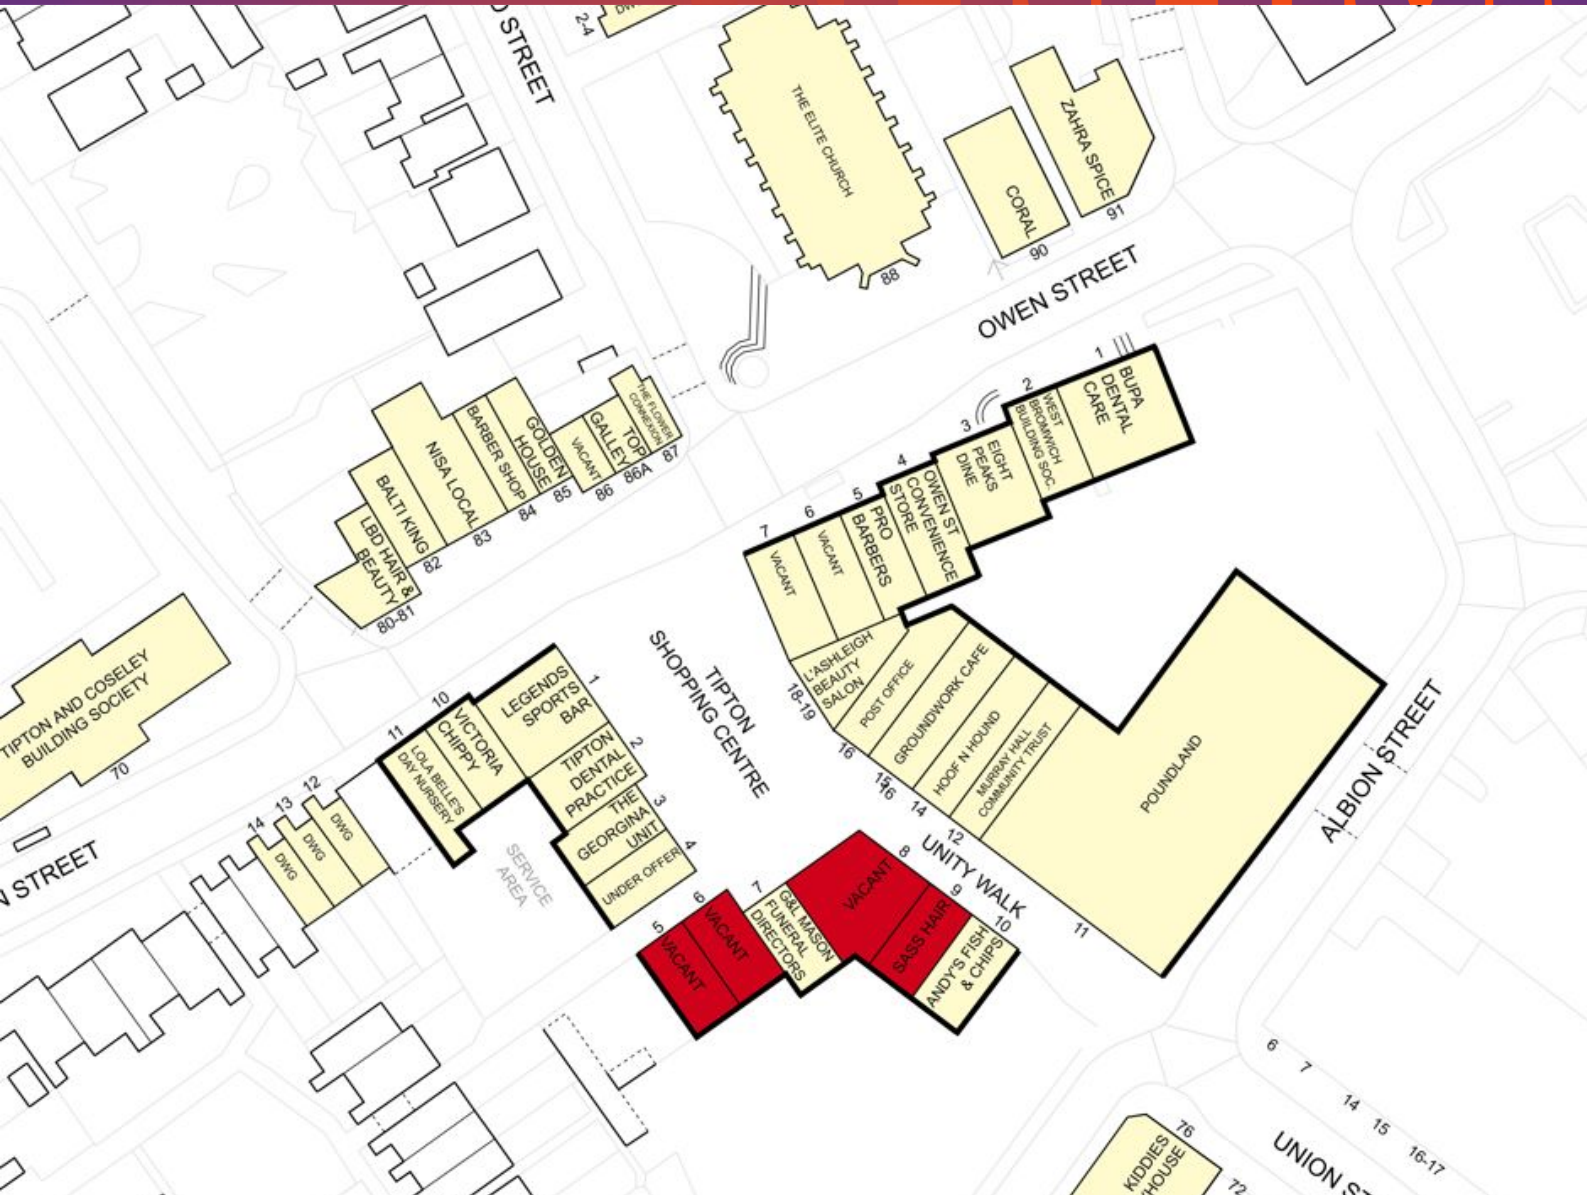 O STREET
2-4
THE ELITE CHURCH
88
CORAL
90
ZAHRA SPICE
91
OWEN STREET
1
BUPA
DENTAL
CARE
2
WEST
BROMWICH
BUILDING SOC.
3
EIGHT
PEAKS
DINE
4
OWEN ST
CONVENIENCE
STORE
5
PRO
BARBERS
6
VACANT
7
VACANT
THE FLOWER
CONNEXION
87
TOP
GALLEY
86A
VACANT
86
GOLDEN
HOUSE
85
BARBER SHOP
84
NISA LOCAL
83
BALTI KING
82
LBD HAIR &
BEAUTY
80-81
TIPTON AND COSELEY
BUILDING SOCIETY
70
TIPTON
SHOPPING CENTRE
L'ASHLEIGH
BEAUTY
SALON
18-19
POST OFFICE
16
GROUNDWORK CAFE
15
16
HOOF N HOUND
14
MURRAY HALL
COMMUNITY TRUST
12
POUNDLAND
11
ALBION STREET
UNITY WALK
LEGENDS
SPORTS
BAR
1
TIPTON
DENTAL
PRACTICE
2
THE
GEORGINA
UNIT
3
UNDER OFFER
4
VICTORIA
CHIPPY
10
LOLA BELLE'S
DAY NURSERY
11
SERVICE
AREA
12
DWG
13
DWG
14
DWG
N STREET
5
VACANT
6
VACANT
7
G&L MASON
FUNERAL
DIRECTORS
8
VACANT
9
SASS HAIR
10
ANDY'S FISH
& CHIPS
6
7
14
15
16-17
UNION ST
76
72
KIDDIES